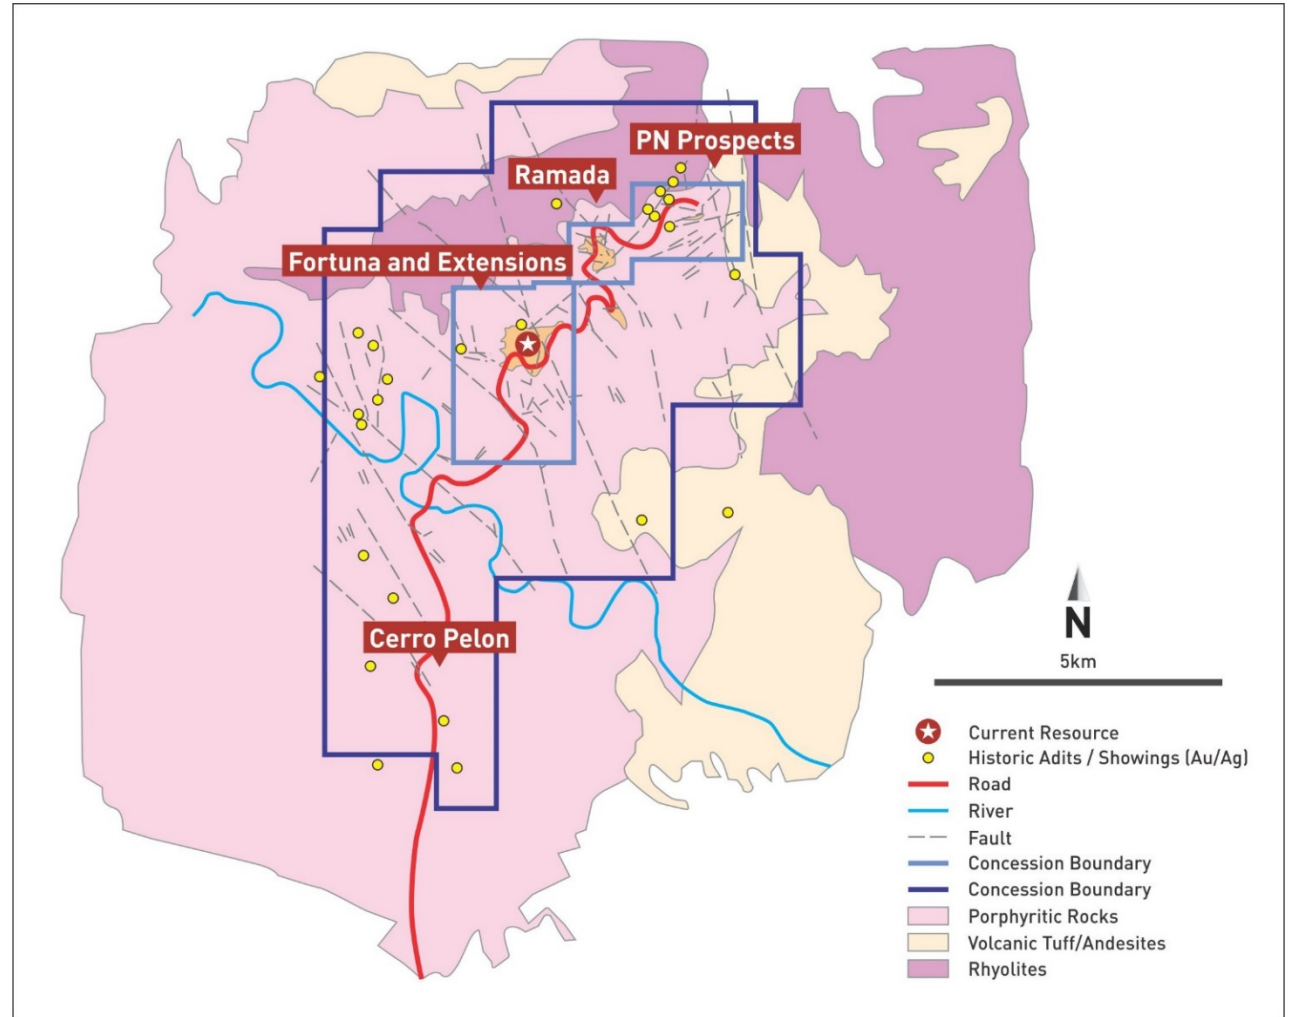 PN Prospects
Ramada
Fortuna and Extensions
Cerro Pelon
N
5km
Current Resource
Historic Adits / Showings (Au/Ag)
Road
River
Fault
Concession Boundary
Concession Boundary
Porphyritic Rocks
Volcanic Tuff/Andesites
Rhyolites